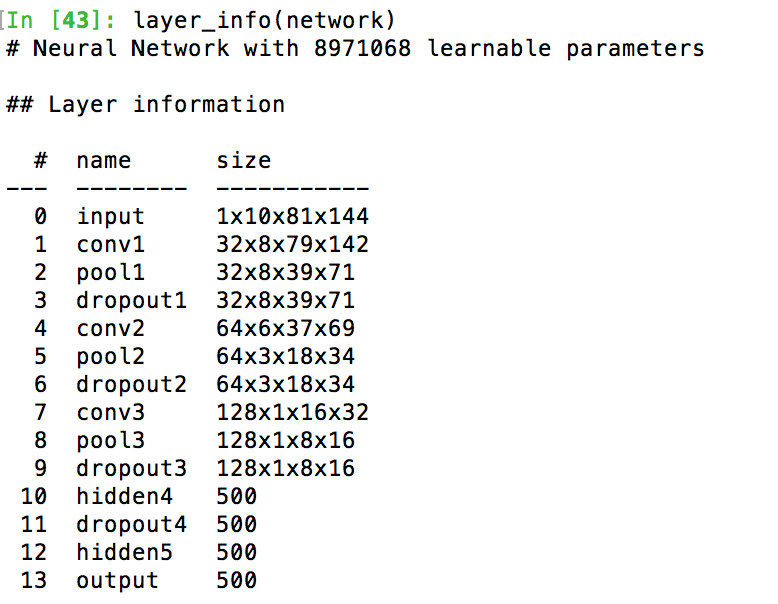 In [43]: layer_info(network)
# Neural Network with 8971068 learnable parameters
## Layer information
# name size
--- -------- -----------
0 input 1x10x81x144
1 conv1 32x8x79x142
2 pool1 32x8x39x71
3 dropout1 32x8x39x71
4 conv2 64x6x37x69
5 pool2 64x3x18x34
6 dropout2 64x3x18x34
7 conv3 128x1x16x32
8 pool3 128x1x8x16
9 dropout3 128x1x8x16
10 hidden4 500
11 dropout4 500
12 hidden5 500
13 output 500